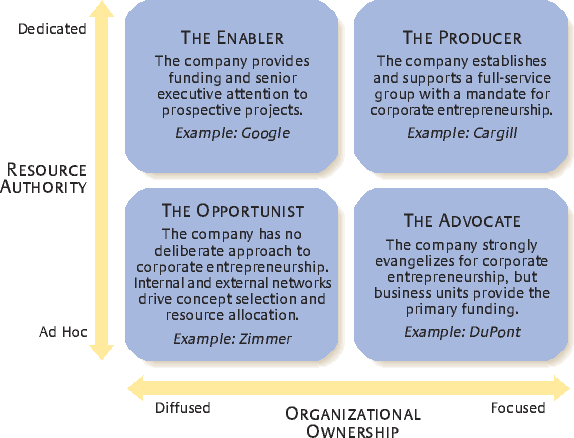 Dedicated
THE ENABLER
The company provides
funding and senior
executive attention to
prospective projects.
Example: Google
THE PRODUCER
The company establishes
and supports a full-service
group with a mandate for
corporate entrepreneurship.
Example: Cargill
RESOURCE
AUTHORITY
THE OPPORTUNIST
The company has no
deliberate approach to
corporate entrepreneurship.
Internal and external networks
drive concept selection and
resource allocation.
Example: Zimmer
THE ADVOCATE
The company strongly
evangelizes for corporate
entrepreneurship, but
business units provide the
primary funding.
Example: DuPont
Ad Hoc
Diffused
ORGANIZATIONAL
OWNERSHIP
Focused